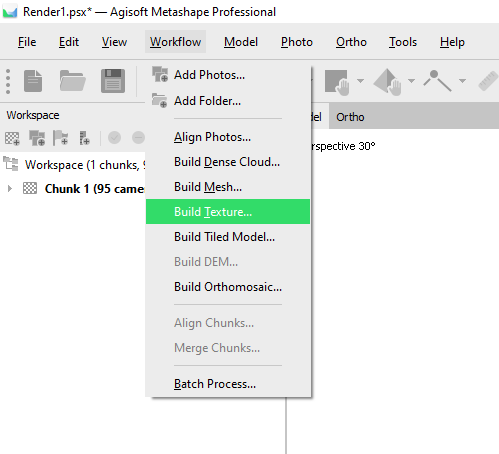 Render1.psx* — Agisoft Metashape Professional
File Edit View Workflow Model Photo Ortho Tools Help
Workspace
Ortho
Perspective 30°
Workspace (1 chunks, 9
Chunk 1 (95 came
Add Photos...
Add Folder...
Align Photos...
Build Dense Cloud...
Build Mesh...
Build Texture...
Build Tiled Model...
Build DEM...
Build Orthomosaic...
Align Chunks...
Merge Chunks...
Batch Process...